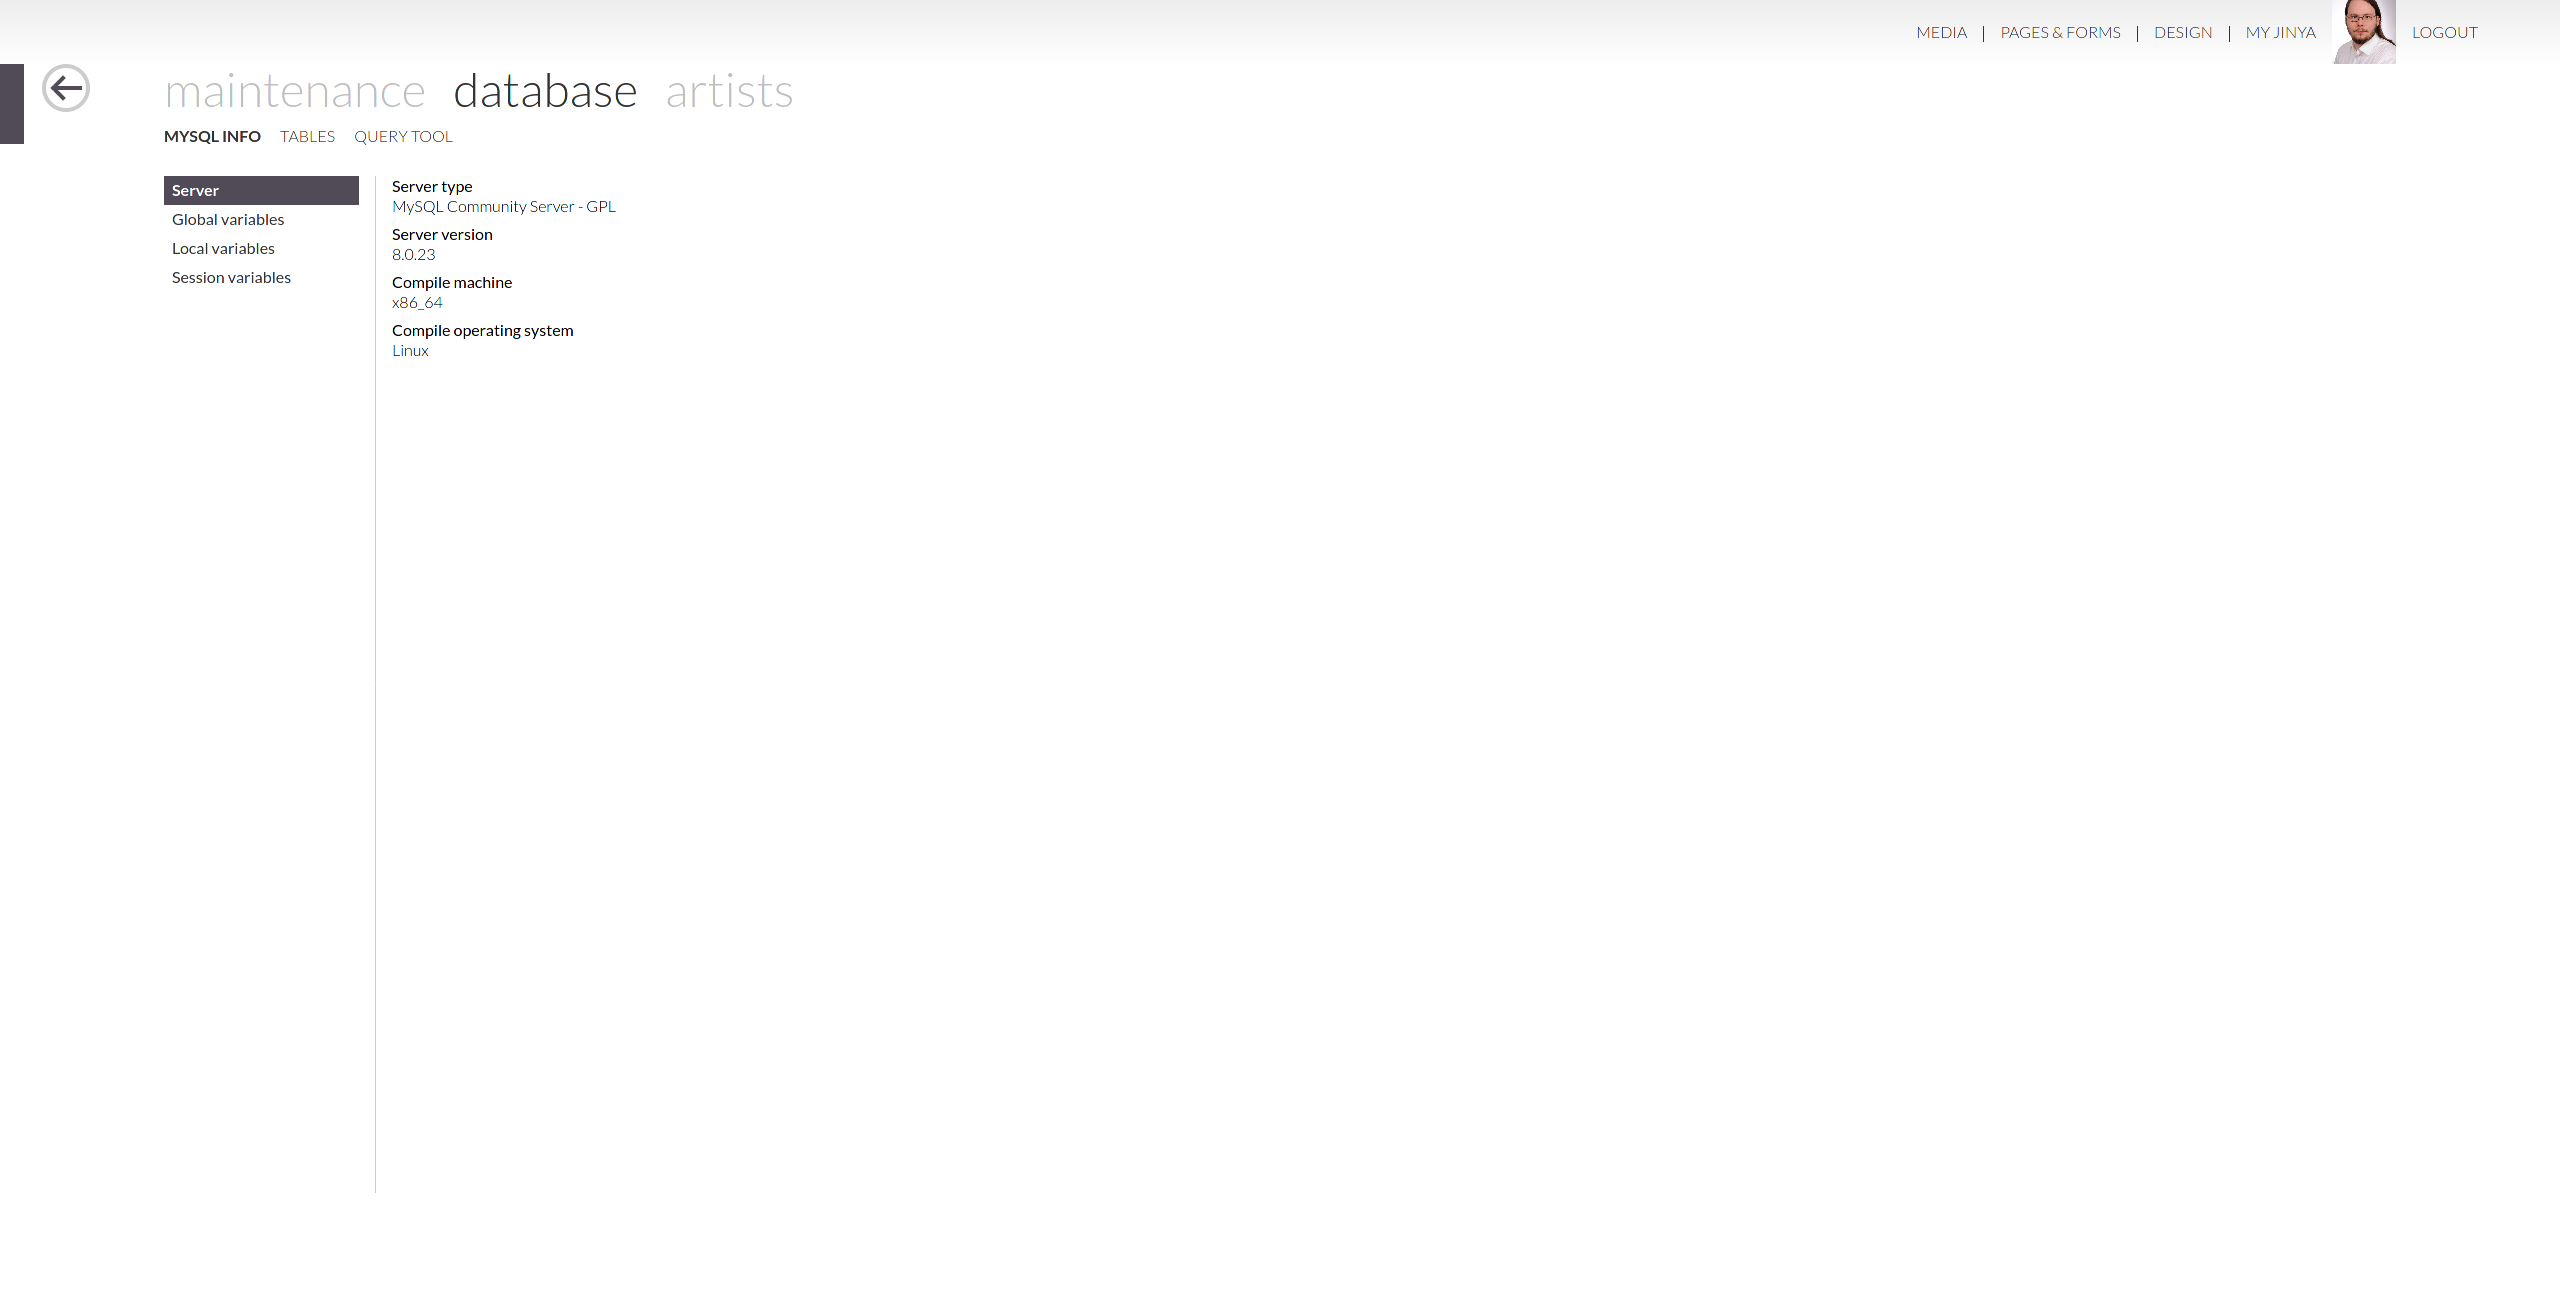 MEDIA | PAGES & FORMS | DESIGN | MY JINYA LOGOUT
maintenance database artists
MYSQL INFO TABLES QUERY TOOL
Server
Global variables
Local variables
Session variables
Server type
MySQL Community Server - GPL
Server version
8.0.23
Compile machine
x86_64
Compile operating system
Linux